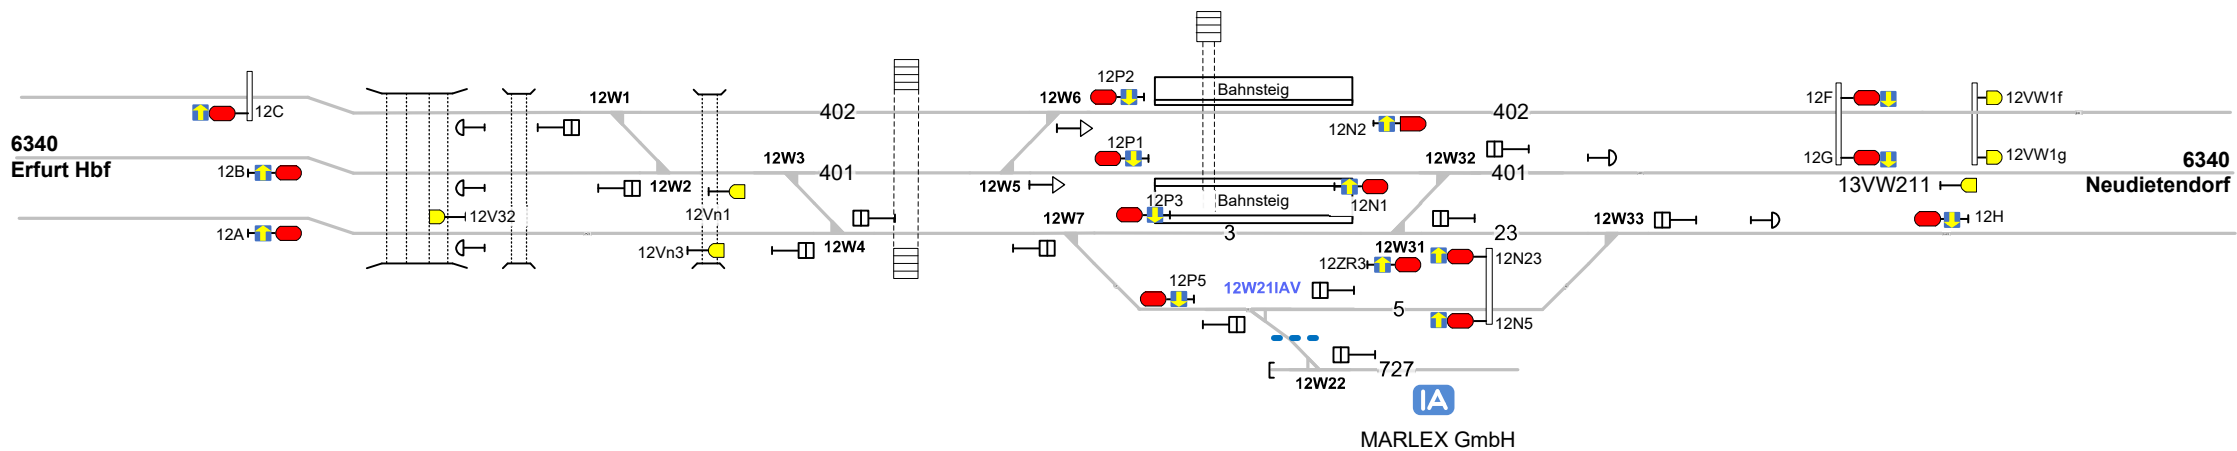 12P2
Bahnsteig
12W1
12W6
12F
12VW1f
12C
402
402
12N2
6340
Erfurt Hbf
12P1
12W3
12W32
12G
12VW1g
6340
Neudietendorf
12B
401
401
12W2
12W5
13VW211
12P3
Bahnsteig
12N1
12V32
12Vn1
12W7
12W33
12H
12A
3
23
12W4
12W31
12Vn3
12ZR3
12N23
12P5
12W21IAV
5
12N5
727
12W22
IA
MARLEX GmbH